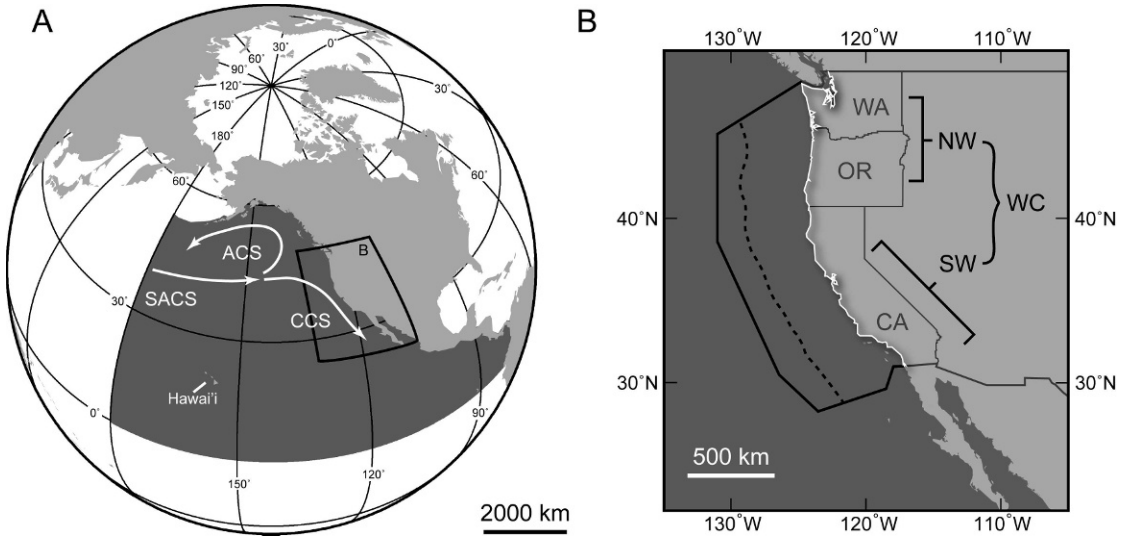 A
B
0˚
30˚
60˚
90˚
120˚
150˚
180˚
30˚
60˚
60˚
B
ACS
SACS
CCS
30˚
Hawai'i
0˚
90˚
120˚
150˚
2000 km
130˚W 120˚W 110˚W
WA
NW
OR
WC
40˚N 40˚N
SW
CA
30˚N 30˚N
500 km
130˚W 120˚W 110˚W